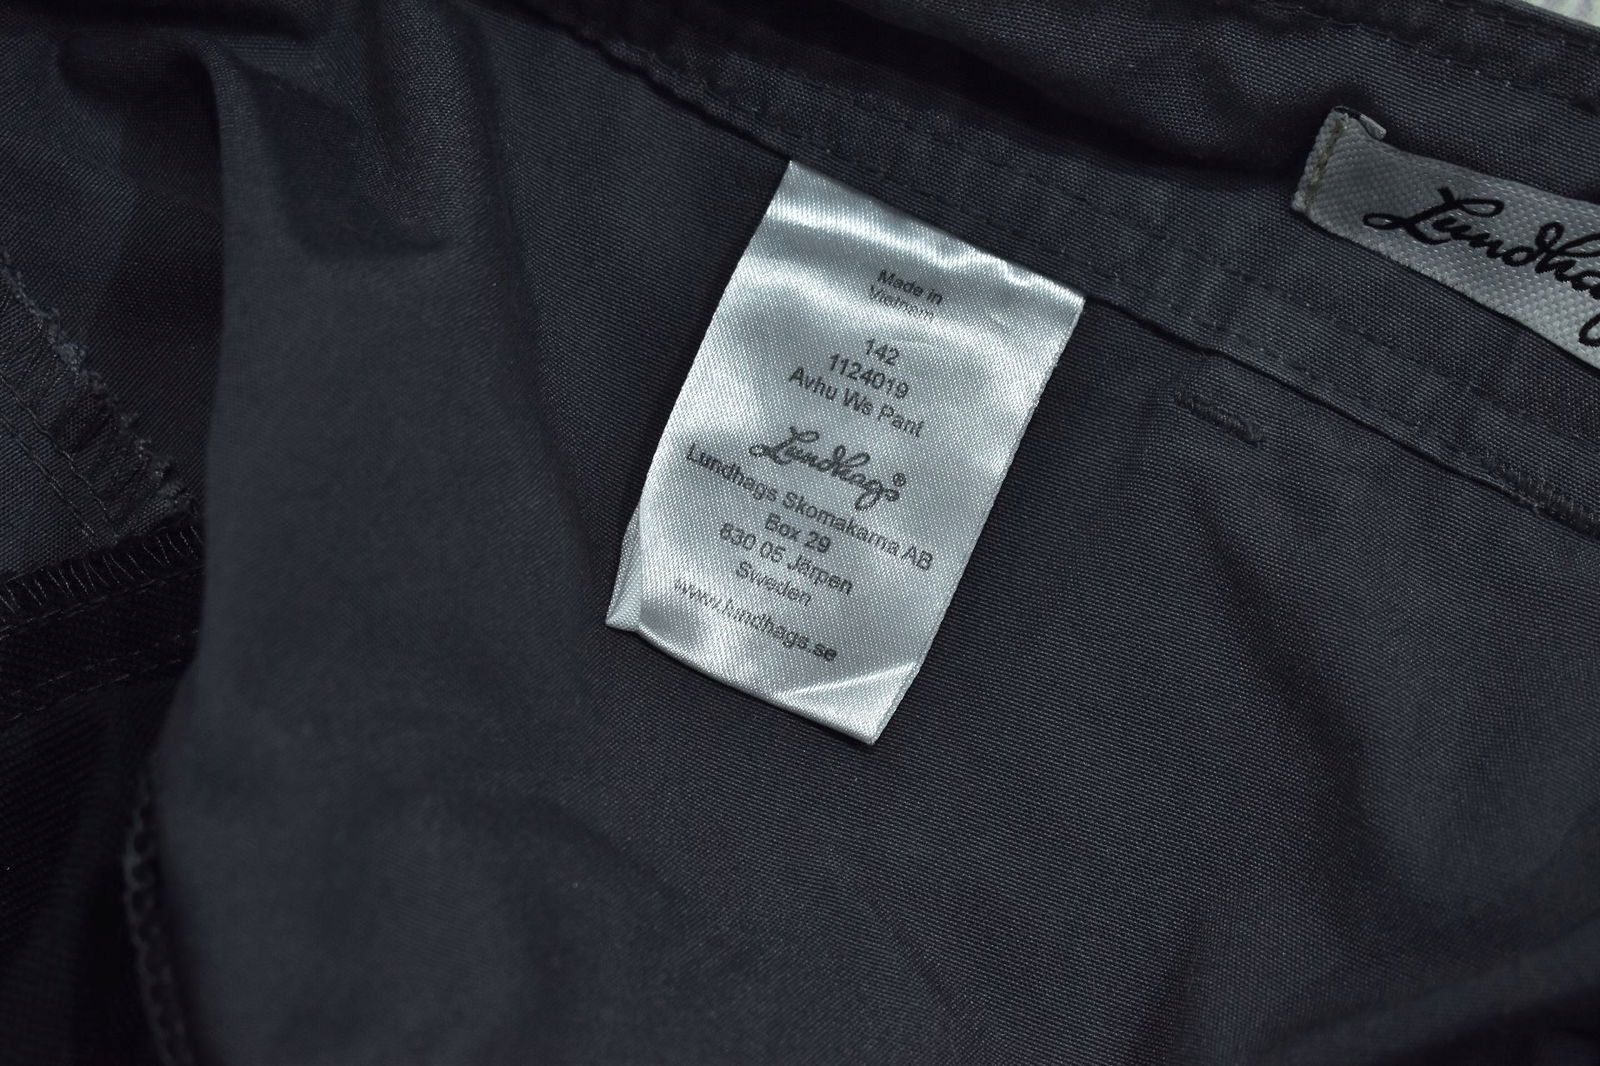 Made in
Vietnam
142
1124019
Avhu Ws Pant
Lundhags®
Lundhags Skomakarna AB
Box 29
830 05 Järpen
Sweden
www.lundhags.se
Lundhag